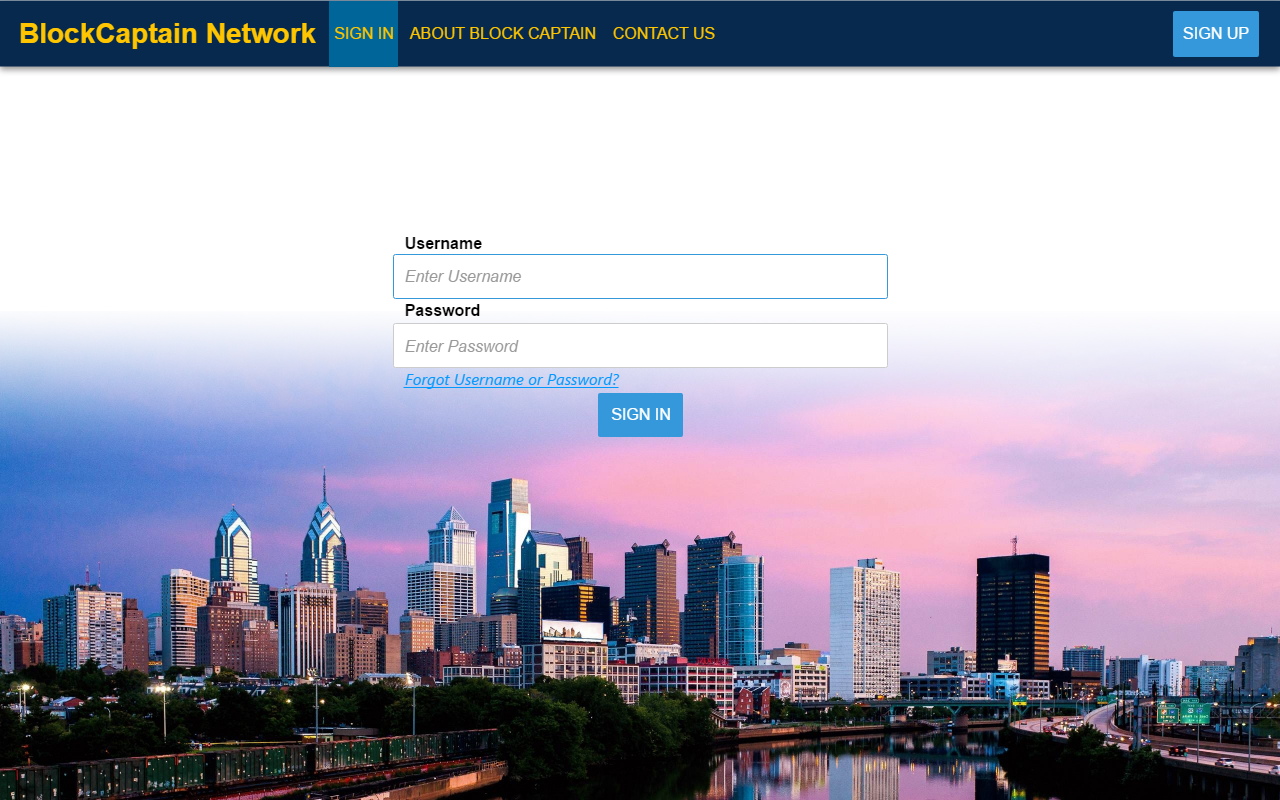 BlockCaptain Network SIGN IN ABOUT BLOCK CAPTAIN CONTACT US SIGN UP
Username
Enter Username
Password
Enter Password
Forgot Username or Password?
SIGN IN